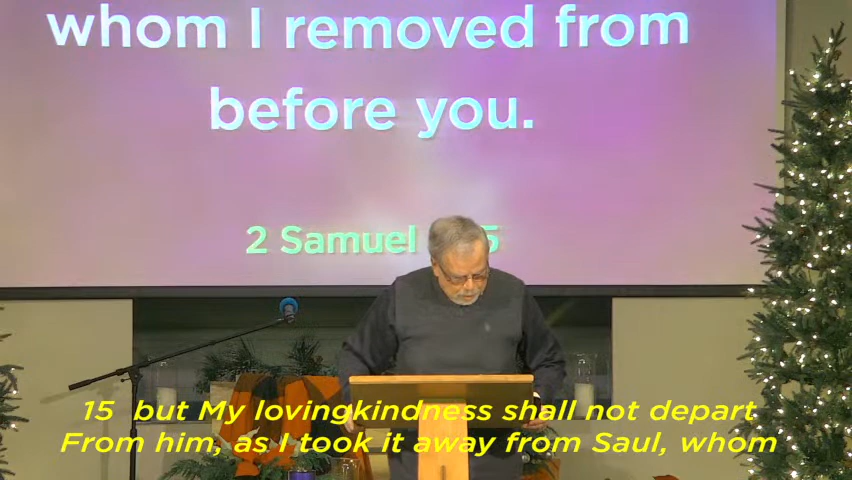 whom I removed from
before you.
2 Samuel 5
15 but My lovingkindness shall not depart
From him, as I took it away from Saul, whom